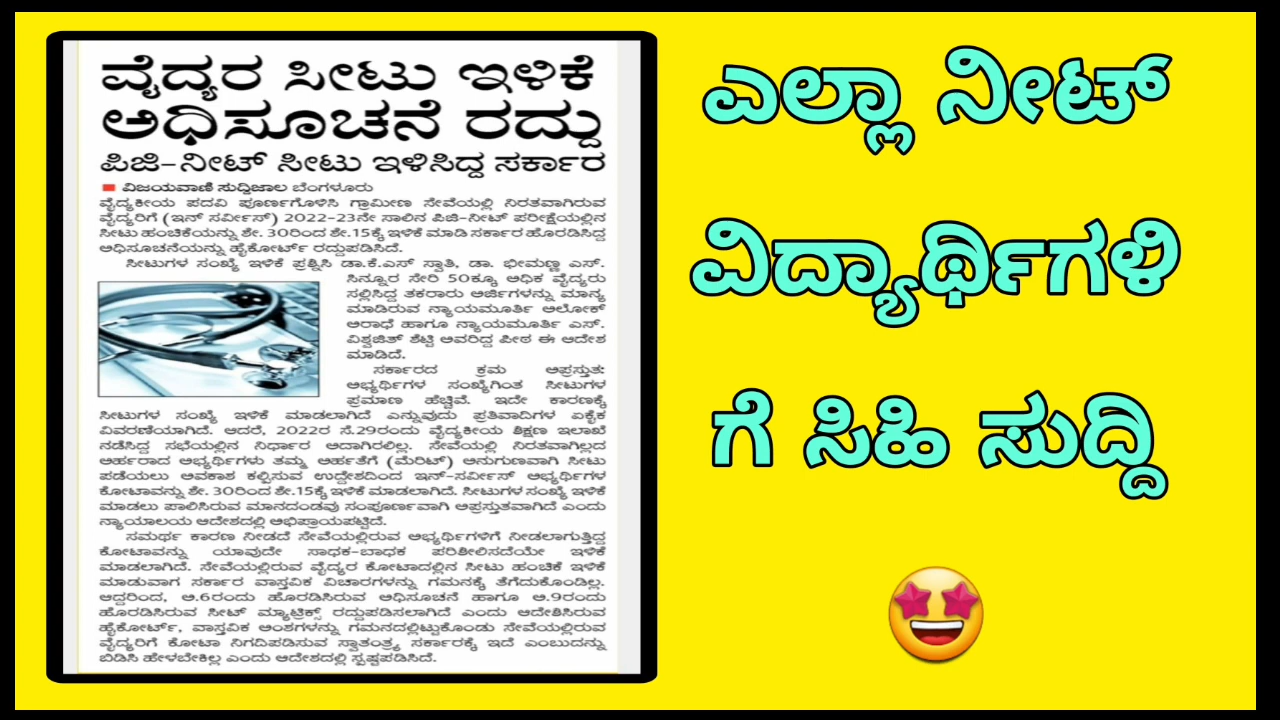 ವೈದ್ಯರ ಸೀಟು ಇಳಿಕೆ
ಅಧಿಸೂಚನೆ ರದ್ದು
ಪಿಜಿ-ನೀಟ್ ಸೀಟು ಇಳಿಸಿದ್ದ ಸರ್ಕಾರ
ವಿಜಯವಾಣಿ ಸುದ್ದಿಜಾಲ ಬೆಂಗಳೂರು
ವೈದ್ಯಕೀಯ ಪದವಿ ಪೂರ್ಣಗೊಳಿಸಿ ಗ್ರಾಮೀಣ ಸೇವೆಯಲ್ಲಿ ನಿರತವಾಗಿರುವ
ವೈದ್ಯರಿಗೆ (ಇನ್ ಸರ್ವೀಸ್) 2022-23ನೇ ಸಾಲಿನ ಪಿಜಿ-ನೀಟ್ ಪರೀಕ್ಷೆಯಲ್ಲಿನ
ಸೀಟು ಹಂಚಿಕೆಯನ್ನು ಶೇ. 30ರಿಂದ ಶೇ.15ಕ್ಕೆ ಇಳಿಕೆ ಮಾಡಿ ಸರ್ಕಾರ ಹೊರಡಿಸಿದ್ದ
ಅಧಿಸೂಚನೆಯನ್ನು ಹೈಕೋರ್ಟ್ ರದ್ದುಪಡಿಸಿದೆ.
ಸೀಟುಗಳ ಸಂಖ್ಯೆ ಇಳಿಕೆ ಪ್ರಶ್ನಿಸಿ ಡಾ.ಕೆ.ಎಸ್ ಸ್ವಾತಿ, ಡಾ. ಭೀಮಣ್ಣ ಎಸ್.
ಸಿನ್ನೂರ ಸೇರಿ 50ಕ್ಕೂ ಅಧಿಕ ವೈದ್ಯರು
ಸಲ್ಲಿಸಿದ್ದ ತಕರಾರು ಅರ್ಜಿಗಳನ್ನು ಮಾನ್ಯ
ಮಾಡಿರುವ ನ್ಯಾಯಮೂರ್ತಿ ಅಲೋಕ್
ಅರಾಧೆ ಹಾಗೂ ನ್ಯಾಯಮೂರ್ತಿ ಎಸ್.
ವಿಶ್ವಜಿತ್ ಶೆಟ್ಟಿ ಅವರಿದ್ದ ಪೀಠ ಈ ಆದೇಶ
ಮಾಡಿದೆ.
ಸರ್ಕಾರದ ಕ್ರಮ ಅಪ್ರಸ್ತುತ:
ಅಭ್ಯರ್ಥಿಗಳ ಸಂಖ್ಯೆಗಿಂತ ಸೀಟುಗಳ
ಪ್ರಮಾಣ ಹೆಚ್ಚಿವೆ. ಇದೇ ಕಾರಣಕ್ಕೆ
ಸೀಟುಗಳ ಸಂಖ್ಯೆ ಇಳಿಕೆ ಮಾಡಲಾಗಿದೆ ಎನ್ನುವುದು ಪ್ರತಿವಾದಿಗಳ ಏಕೈಕ
ವಿವರಣೆಯಾಗಿದೆ. ಆದರೆ, 2022ರ ಸೆ.29ರಂದು ವೈದ್ಯಕೀಯ ಶಿಕ್ಷಣ ಇಲಾಖೆ
ನಡೆಸಿದ್ದ ಸಭೆಯಲ್ಲಿನ ನಿರ್ಧಾರ ಅದಾಗಿರಲಿಲ್ಲ. ಸೇವೆಯಲ್ಲಿ ನಿರತವಾಗಿಲ್ಲದ
ಅರ್ಹರಾದ ಅಭ್ಯರ್ಥಿಗಳು ತಮ್ಮ ಅರ್ಹತೆಗೆ (ಮೆರಿಟ್) ಅನುಗುಣವಾಗಿ ಸೀಟು
ಪಡೆಯಲು ಅವಕಾಶ ಕಲ್ಪಿಸುವ ಉದ್ದೇಶದಿಂದ ಇನ್-ಸರ್ವೀಸ್ ಅಭ್ಯರ್ಥಿಗಳ
ಕೋಟಾವನ್ನು ಶೇ. 30ರಿಂದ ಶೇ.15ಕ್ಕೆ ಇಳಿಕೆ ಮಾಡಲಾಗಿದೆ. ಸೀಟುಗಳ ಸಂಖ್ಯೆ ಇಳಿಕೆ
ಮಾಡಲು ಪಾಲಿಸಿರುವ ಮಾನದಂಡವು ಸಂಪೂರ್ಣವಾಗಿ ಅಪ್ರಸ್ತುತವಾಗಿದೆ ಎಂದು
ನ್ಯಾಯಾಲಯ ಆದೇಶದಲ್ಲಿ ಅಭಿಪ್ರಾಯಪಟ್ಟಿದೆ.
ಸಮರ್ಥ ಕಾರಣ ನೀಡದೆ ಸೇವೆಯಲ್ಲಿರುವ ಅಭ್ಯರ್ಥಿಗಳಿಗೆ ನೀಡಲಾಗುತ್ತಿದ್ದ
ಕೋಟಾವನ್ನು ಯಾವುದೇ ಸಾಧಕ-ಬಾಧಕ ಪರಿಶೀಲಿಸದೆಯೇ ಇಳಿಕೆ
ಮಾಡಲಾಗಿದೆ. ಸೇವೆಯಲ್ಲಿರುವ ವೈದ್ಯರ ಕೋಟಾದಲ್ಲಿನ ಸೀಟು ಹಂಚಿಕೆ ಇಳಿಕೆ
ಮಾಡುವಾಗ ಸರ್ಕಾರ ವಾಸ್ತವಿಕ ವಿಚಾರಗಳನ್ನು ಗಮನಕ್ಕೆ ತೆಗೆದುಕೊಂಡಿಲ್ಲ.
ಆದ್ದರಿಂದ, ಅ.6ರಂದು ಹೊರಡಿಸಿರುವ ಅಧಿಸೂಚನೆ ಹಾಗೂ ಅ.9ರಂದು
ಹೊರಡಿಸಿರುವ ಸೀಟ್ ಮ್ಯಾಟ್ರಿಕ್ಸ್ ರದ್ದುಪಡಿಸಲಾಗಿದೆ ಎಂದು ಆದೇಶಿಸಿರುವ
ಹೈಕೋರ್ಟ್, ವಾಸ್ತವಿಕ ಅಂಶಗಳನ್ನು ಗಮನದಲ್ಲಿಟ್ಟುಕೊಂಡು ಸೇವೆಯಲ್ಲಿರುವ
ವೈದ್ಯರಿಗೆ ಕೋಟಾ ನಿಗದಿಪಡಿಸುವ ಸ್ವಾತಂತ್ರ್ಯ ಸರ್ಕಾರಕ್ಕೆ ಇದೆ ಎಂಬುದನ್ನು
ಬಿಡಿಸಿ ಹೇಳಬೇಕಿಲ್ಲ ಎಂದು ಆದೇಶದಲ್ಲಿ ಸ್ಪಷ್ಟಪಡಿಸಿದೆ.
ಎಲ್ಲಾ ನೀಟ್
ವಿದ್ಯಾರ್ಥಿಗಳಿ
ಗೆ ಸಿಹಿ ಸುದ್ದಿ